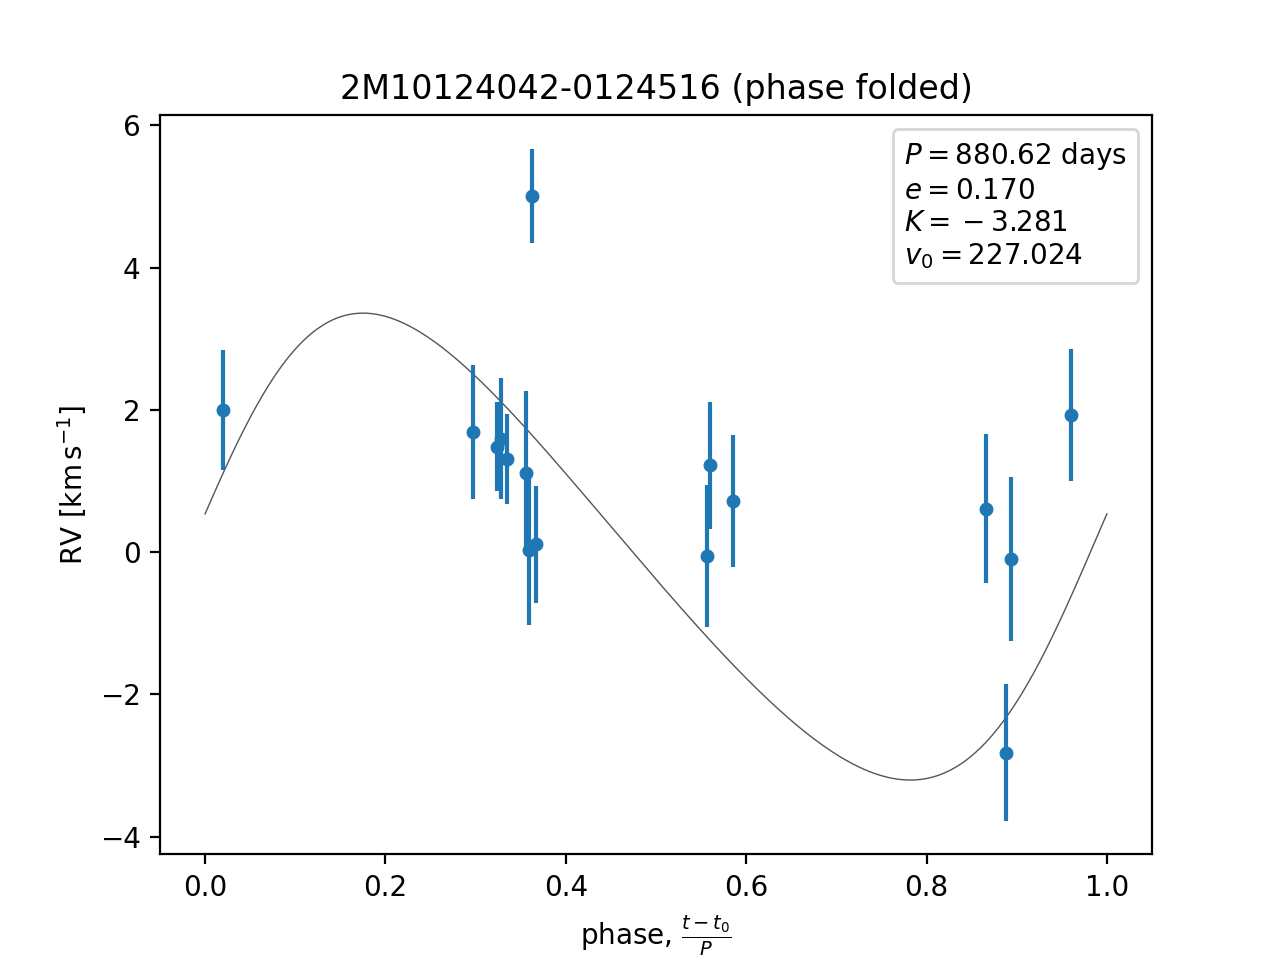 2M10124042-0124516 (phase folded)
P = 880.62 days
e = 0.170
K = −3.281
v₀ = 227.024
6
4
2
0
−2
−4
RV [km s⁻¹]
0.0 0.2 0.4 0.6 0.8 1.0
phase, (t − t₀)/P